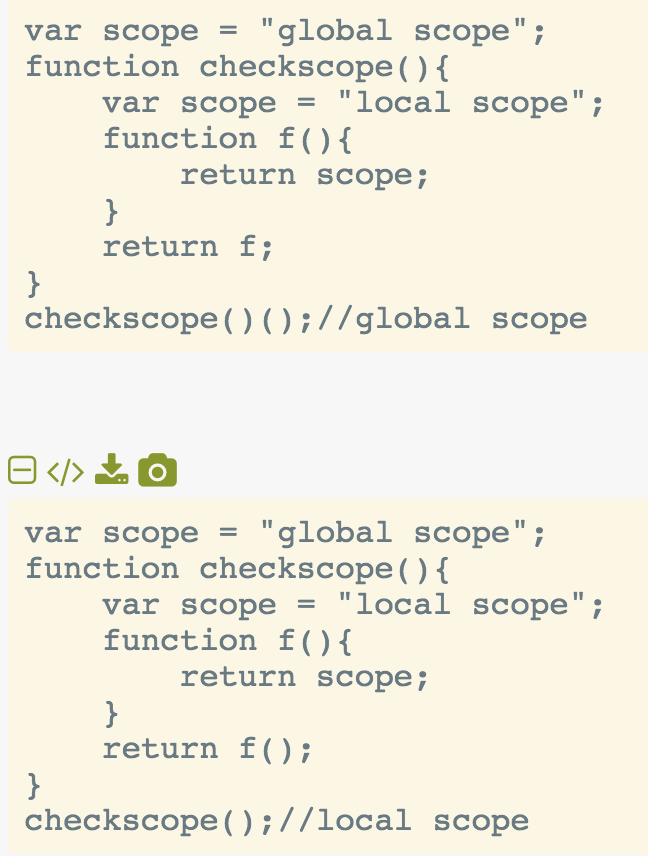 var scope = "global scope";
function checkscope(){
    var scope = "local scope";
    function f(){
        return scope;
    }
    return f;
}
checkscope()();//global scope
</>
var scope = "global scope";
function checkscope(){
    var scope = "local scope";
    function f(){
        return scope;
    }
    return f();
}
checkscope();//local scope